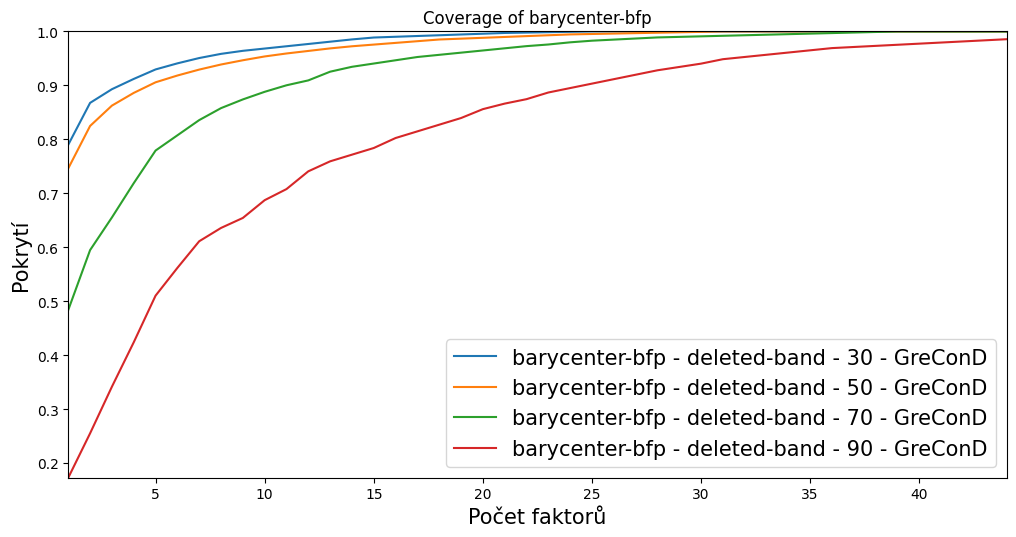 Coverage of barycenter-bfp
1.0
0.9
0.8
0.7
0.6
0.5
0.4
0.3
0.2
Pokrytí
barycenter-bfp - deleted-band - 30 - GreConD
barycenter-bfp - deleted-band - 50 - GreConD
barycenter-bfp - deleted-band - 70 - GreConD
barycenter-bfp - deleted-band - 90 - GreConD
5 10 15 20 25 30 35 40
Počet faktorů